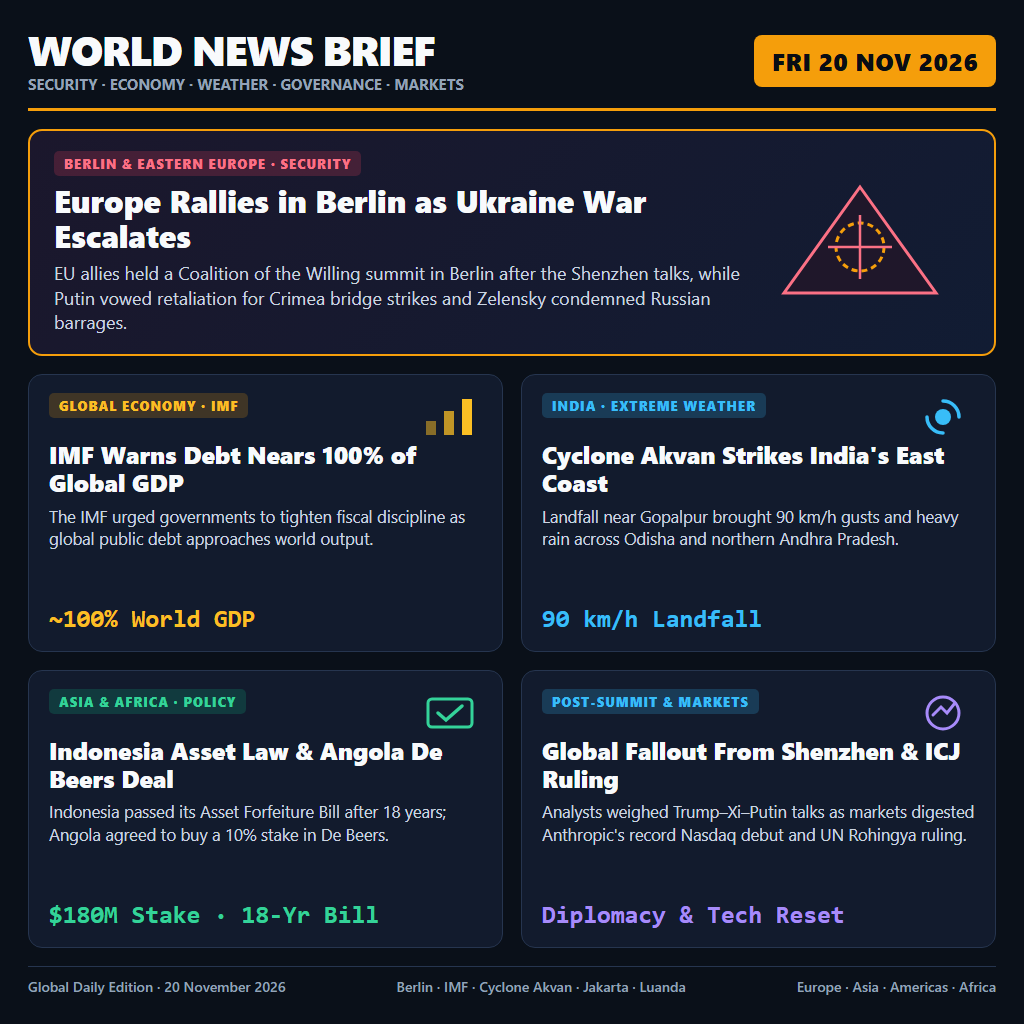 WORLD NEWS BRIEF
SECURITY · ECONOMY · WEATHER · GOVERNANCE · MARKETS
FRI 20 NOV 2026
BERLIN & EASTERN EUROPE · SECURITY
Europe Rallies in Berlin as Ukraine War
Escalates
EU allies held a Coalition of the Willing summit in Berlin after the Shenzhen talks, while
Putin vowed retaliation for Crimea bridge strikes and Zelensky condemned Russian
barrages.
GLOBAL ECONOMY · IMF
IMF Warns Debt Nears 100% of
Global GDP
The IMF urged governments to tighten fiscal discipline as
global public debt approaches world output.
~100% World GDP
INDIA · EXTREME WEATHER
Cyclone Akvan Strikes India's East
Coast
Landfall near Gopalpur brought 90 km/h gusts and heavy
rain across Odisha and northern Andhra Pradesh.
90 km/h Landfall
ASIA & AFRICA · POLICY
Indonesia Asset Law & Angola De
Beers Deal
Indonesia passed its Asset Forfeiture Bill after 18 years;
Angola agreed to buy a 10% stake in De Beers.
$180M Stake · 18-Yr Bill
POST-SUMMIT & MARKETS
Global Fallout From Shenzhen & ICJ
Ruling
Analysts weighed Trump–Xi–Putin talks as markets digested
Anthropic's record Nasdaq debut and UN Rohingya ruling.
Diplomacy & Tech Reset
Global Daily Edition · 20 November 2026
Berlin · IMF · Cyclone Akvan · Jakarta · Luanda
Europe · Asia · Americas · Africa